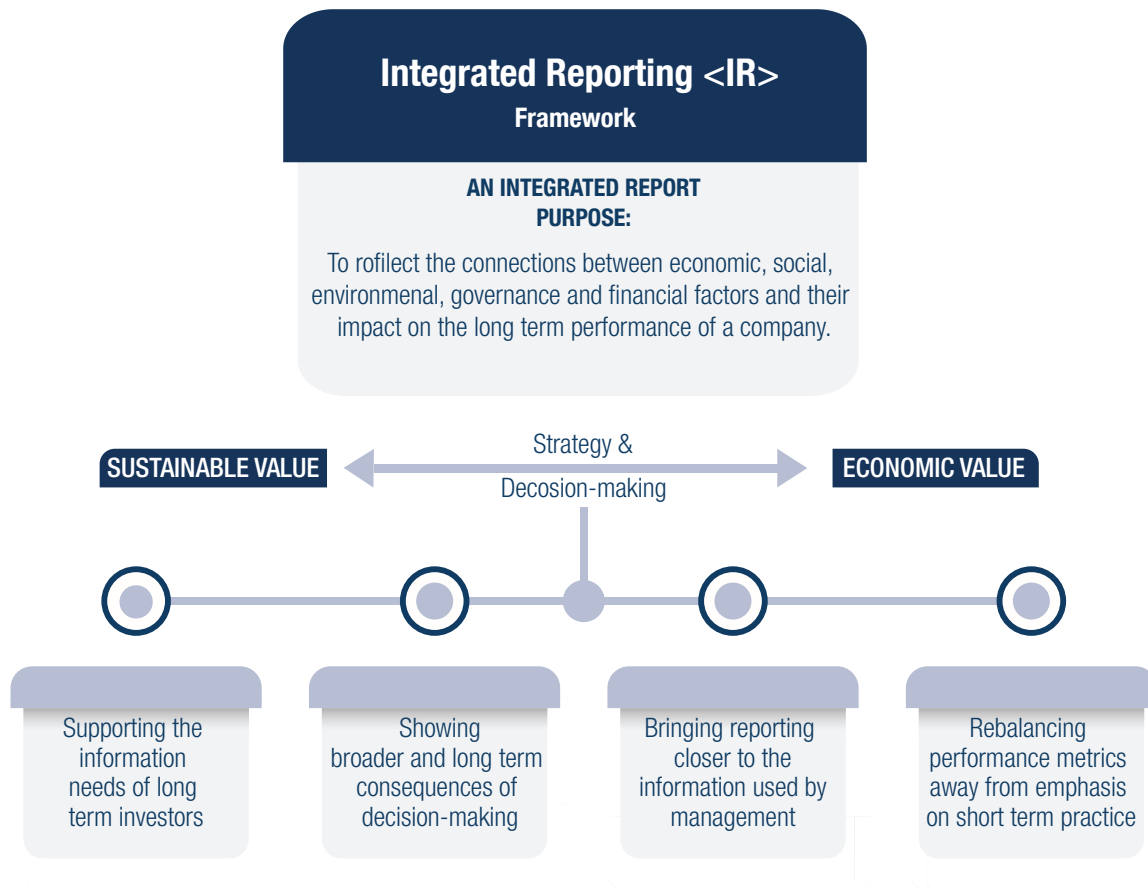 Integrated Reporting <IR>
Framework
AN INTEGRATED REPORT
PURPOSE:
To rofilect the connections between economic, social,
environmenal, governance and financial factors and their
impact on the long term performance of a company.
SUSTAINABLE VALUE
Strategy &
Decosion-making
ECONOMIC VALUE
Supporting the
information
needs of long
term investors
Showing
broader and long term
consequences of
decision-making
Bringing reporting
closer to the
information used by
management
Rebalancing
performance metrics
away from emphasis
on short term practice